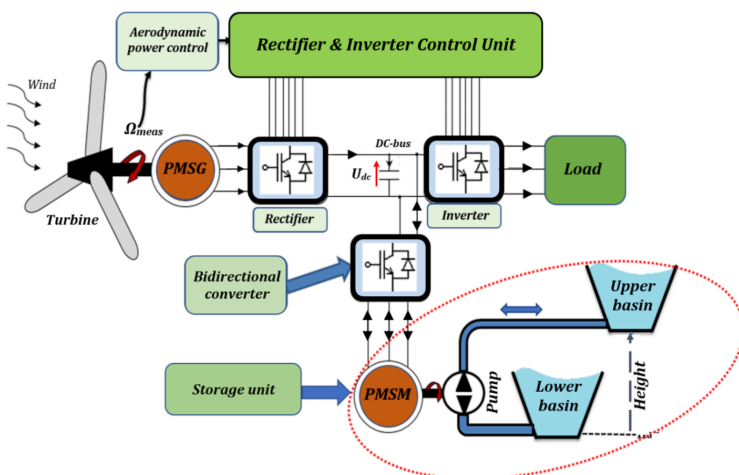 Aerodynamic
power control
Rectifier & Inverter Control Unit
Wind
Ωmeas
DC-bus
PMSG
Udc
Load
Turbine
Rectifier
Inverter
Bidirectional
converter
Upper
basin
Storage unit
PMSM
Pump
Lower
basin
Height